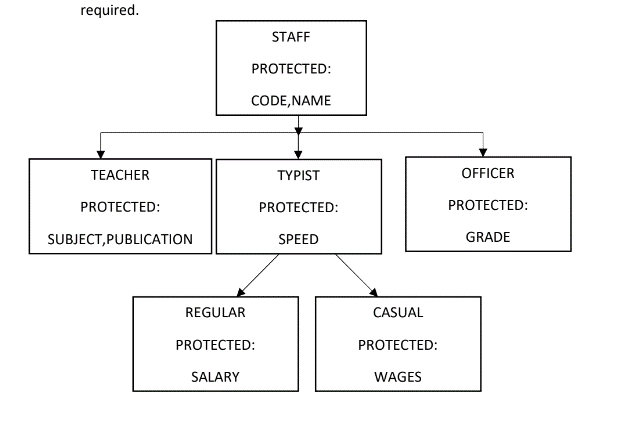 required.
STAFF
PROTECTED:
CODE,NAME
TEACHER
PROTECTED:
SUBJECT,PUBLICATION
TYPIST
PROTECTED:
SPEED
OFFICER
PROTECTED:
GRADE
REGULAR
PROTECTED:
SALARY
CASUAL
PROTECTED:
WAGES